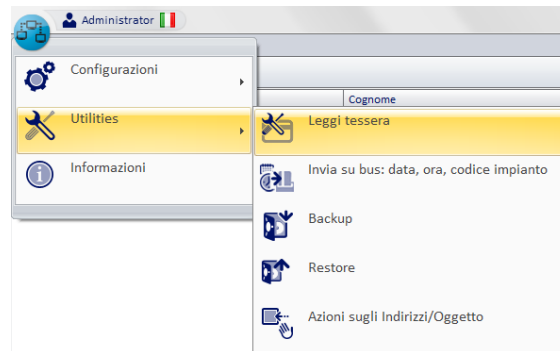 Administrator
Configurazioni
Cognome
Utilities
Leggi tessera
Informazioni
Invia su bus: data, ora, codice impianto
Backup
Restore
Azioni sugli Indirizzi/Oggetto